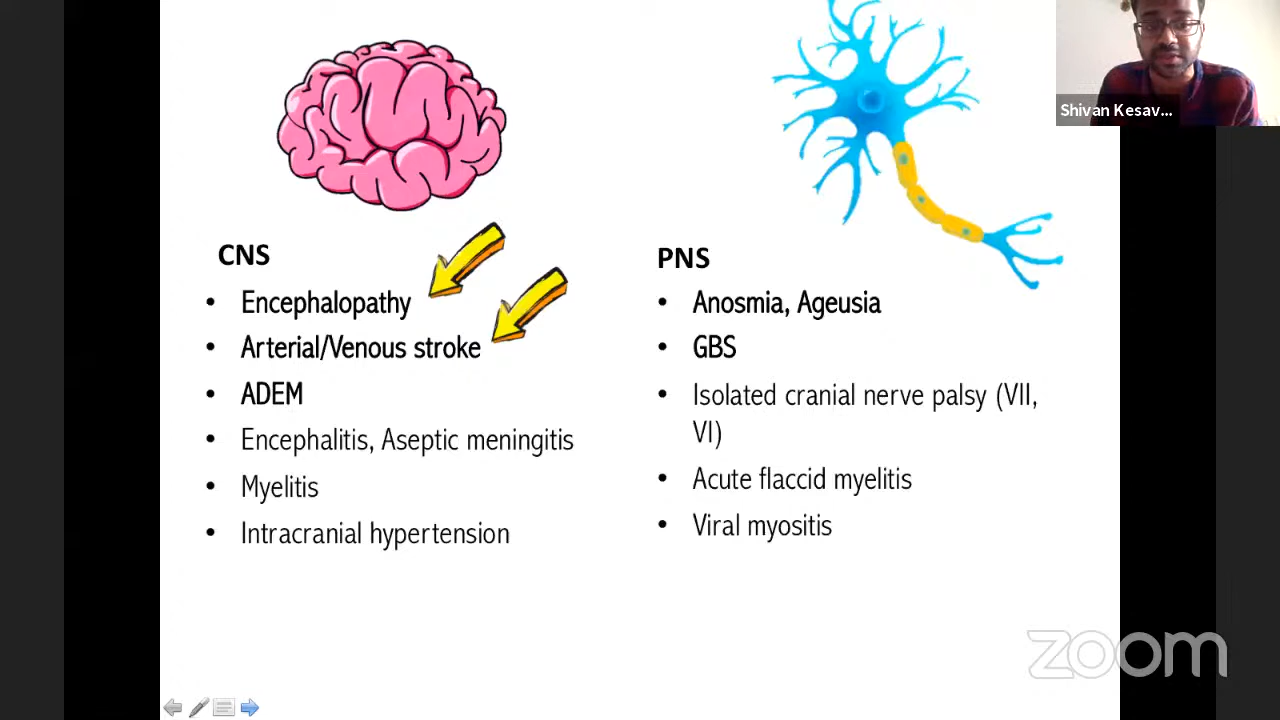 Shivan Kesav...
CNS
• Encephalopathy
• Arterial/Venous stroke
• ADEM
• Encephalitis, Aseptic meningitis
• Myelitis
• Intracranial hypertension
PNS
• Anosmia, Ageusia
• GBS
• Isolated cranial nerve palsy (VII,
VI)
• Acute flaccid myelitis
• Viral myositis
zoom